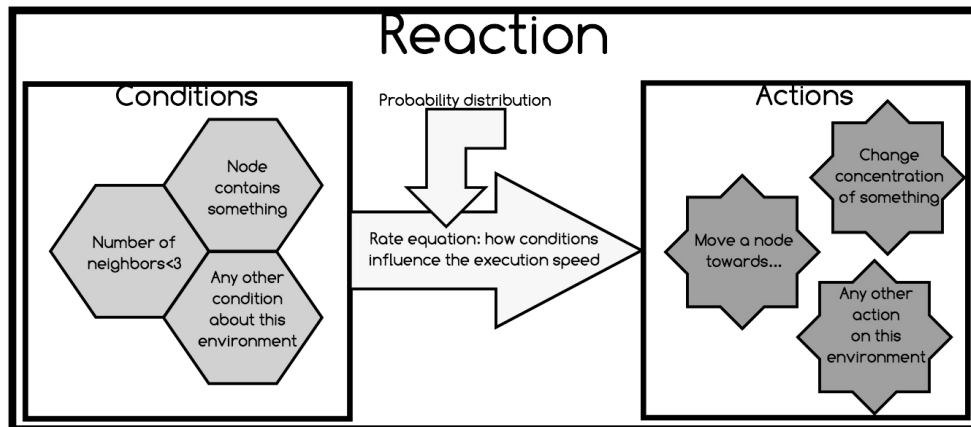 Reaction
Conditions
Node
contains
something
Number of
neighbors<3
Any other
condition
about this
environment
Probability distribution
Rate equation: how conditions
influence the execution speed
Actions
Change
concentration
of something
Move a node
towards...
Any other
action
on this
environment